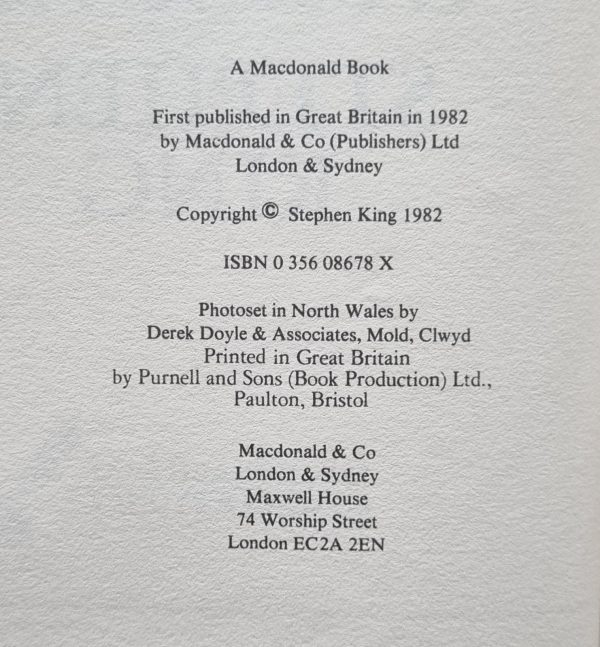 A Macdonald Book
First published in Great Britain in 1982
by Macdonald & Co (Publishers) Ltd
London & Sydney
Copyright © Stephen King 1982
ISBN 0 356 08678 X
Photoset in North Wales by
Derek Doyle & Associates, Mold, Clwyd
Printed in Great Britain
by Purnell and Sons (Book Production) Ltd.,
Paulton, Bristol
Macdonald & Co
London & Sydney
Maxwell House
74 Worship Street
London EC2A 2EN